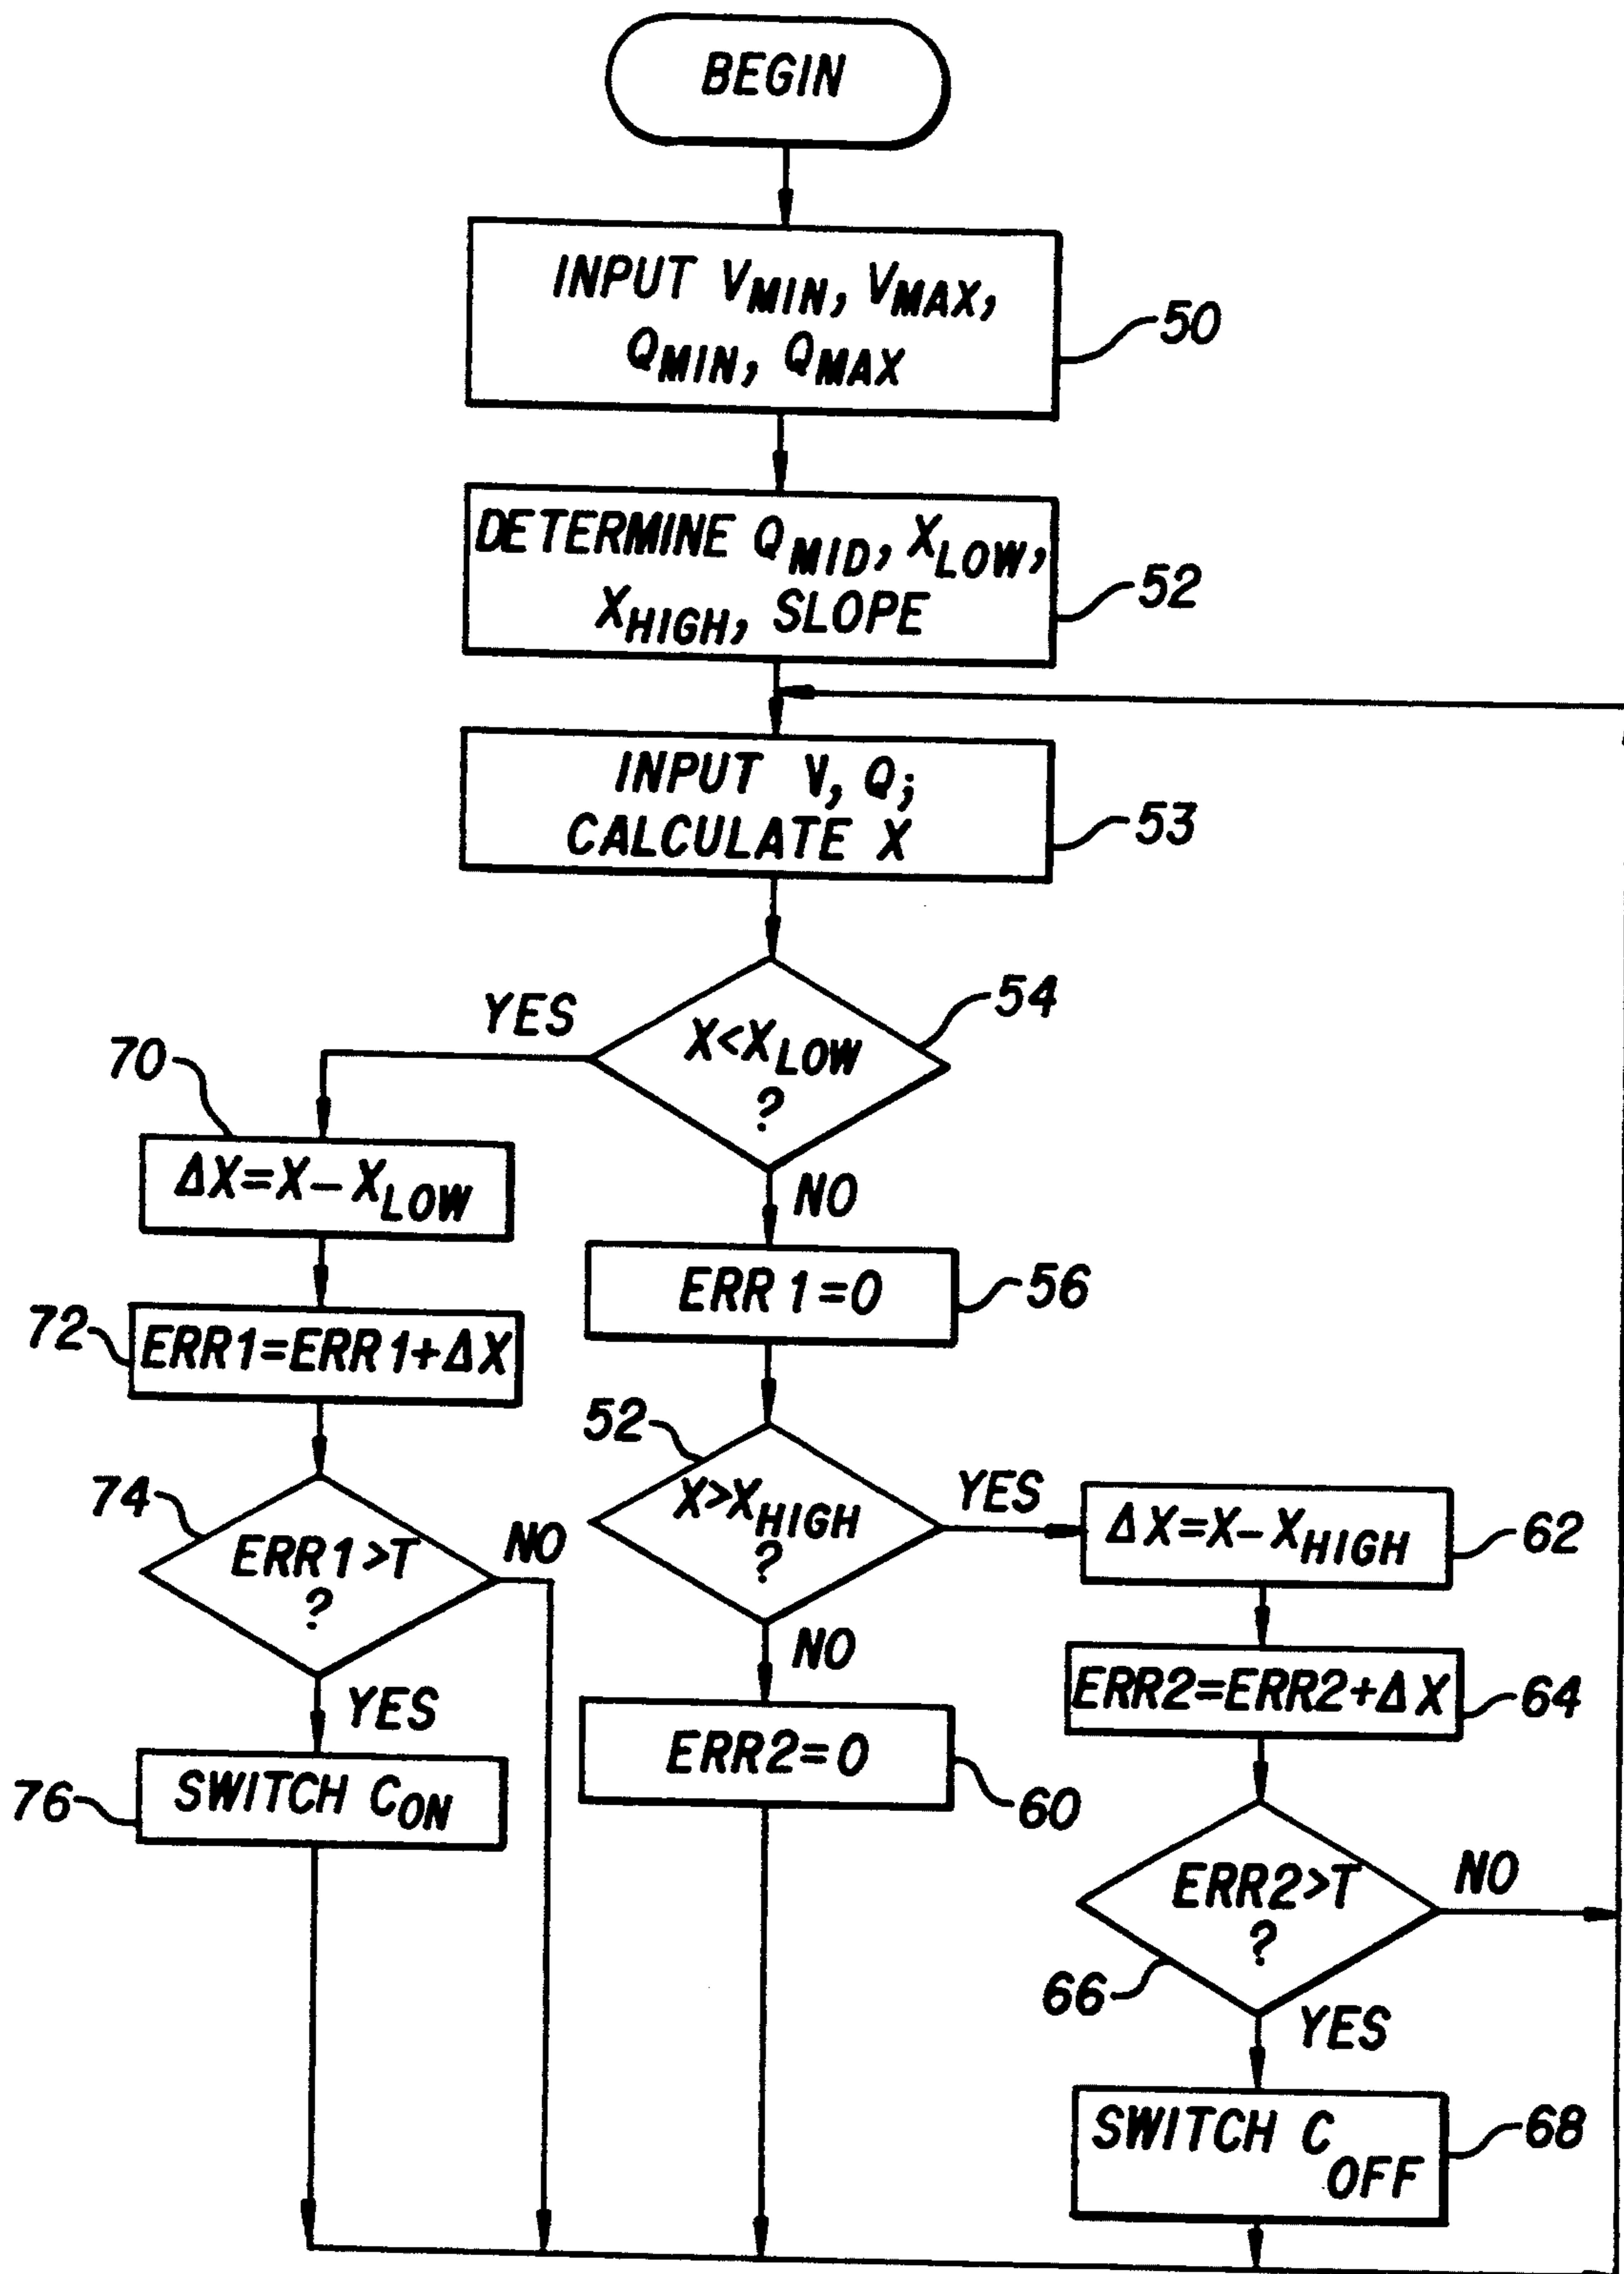 BEGIN
INPUT VMIN, VMAX,
QMIN, QMAX
50
DETERMINE QMID, XLOW,
XHIGH, SLOPE
52
INPUT V, Q;
CALCULATE X
53
54
YES
X<XLOW
?
70
ΔX=X-XLOW
NO
ERR1=0
56
72
ERR1=ERR1+ΔX
52
74
X>XHIGH
?
YES
ΔX=X-XHIGH
62
ERR1>T
?
NO
NO
ERR2=ERR2+ΔX
64
YES
ERR2=0
60
76
SWITCH CON
ERR2>T
?
NO
66
YES
SWITCH C
OFF
68